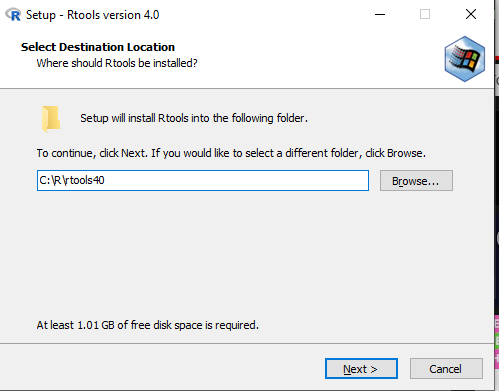 Setup - Rtools version 4.0
Select Destination Location
Where should Rtools be installed?
Setup will install Rtools into the following folder.
To continue, click Next. If you would like to select a different folder, click Browse.
C:\R\rtools40
Browse...
At least 1.01 GB of free disk space is required.
Next >
Cancel